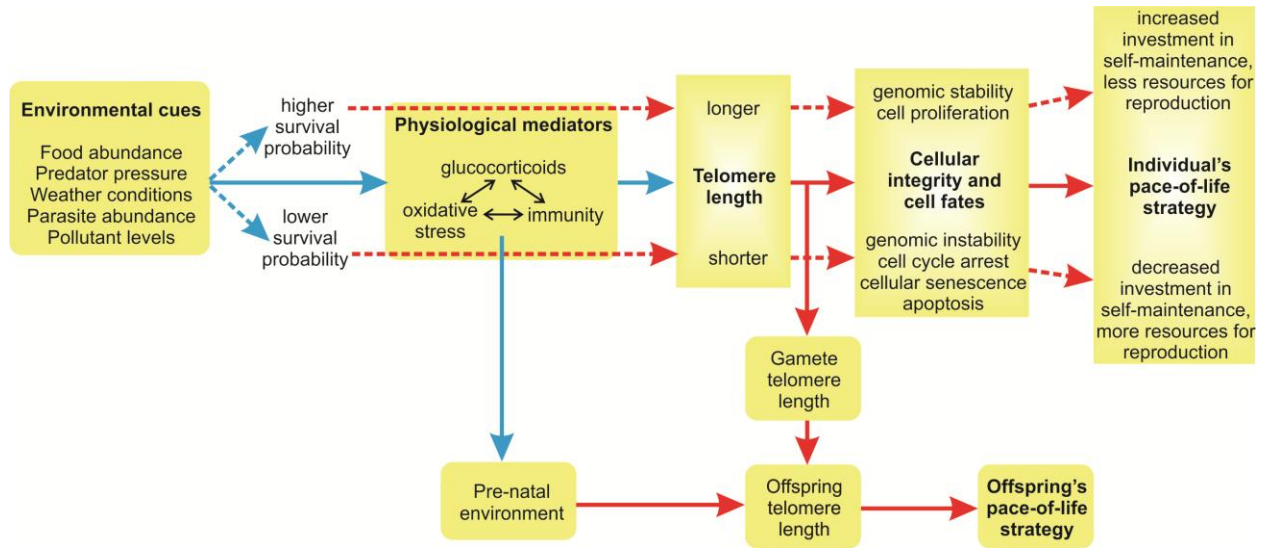 Environmental cues
Food abundance
Predator pressure
Weather conditions
Parasite abundance
Pollutant levels
higher
survival
probability
lower
survival
probability
Physiological mediators
glucocorticoids
oxidative
stress
immunity
longer
Telomere
length
shorter
genomic stability
cell proliferation
Cellular
integrity and
cell fates
genomic instability
cell cycle arrest
cellular senescence
apoptosis
increased
investment in
self-maintenance,
less resources for
reproduction
Individual's
pace-of-life
strategy
decreased
investment in
self-maintenance,
more resources for
reproduction
Gamete
telomere
length
Pre-natal
environment
Offspring
telomere
length
Offspring's
pace-of-life
strategy